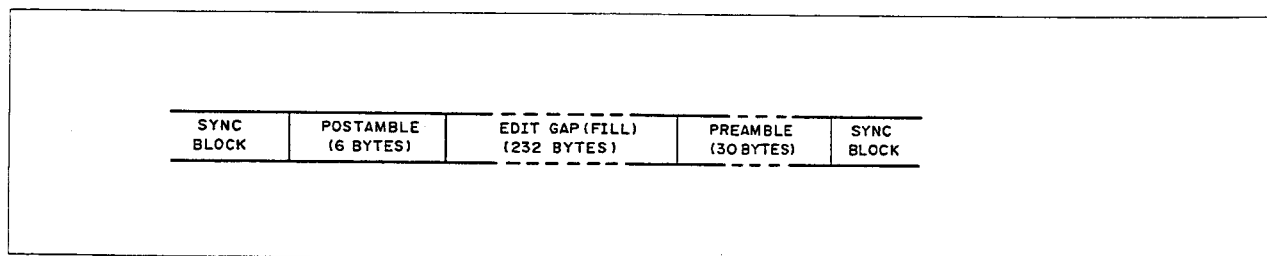 SYNC BLOCK
POSTAMBLE (6 BYTES)
EDIT GAP (FILL) (232 BYTES)
PREAMBLE (30 BYTES)
SYNC BLOCK